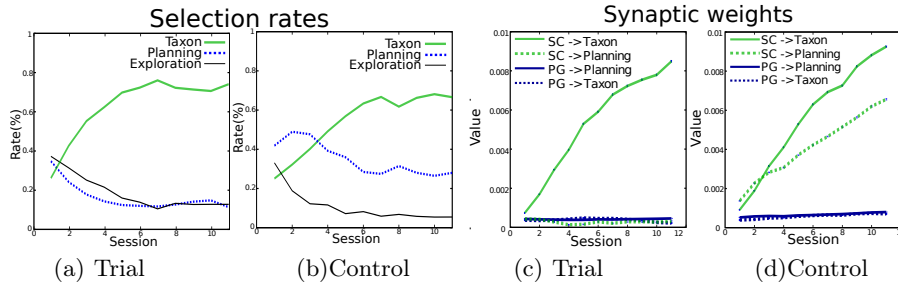 Selection rates
Synaptic weights
Taxon
Planning
Exploration
Rate(%)
1
0.8
0.6
0.4
0.2
0
0 2 4 6 8 10
Session
(a) Trial
Taxon
Planning
Exploration
Rate(%)
1
0.8
0.6
0.4
0.2
0
0 2 4 6 8 10
Session
(b)Control
SC ->Taxon
SC ->Planning
PG ->Planning
PG ->Taxon
Value
0.01
0.008
0.006
0.004
0.002
0
0 2 4 6 8 10 12
Session
(c) Trial
SC ->Taxon
SC ->Planning
PG ->Planning
PG ->Taxon
Value
0.01
0.008
0.006
0.004
0.002
0
0 2 4 6 8 10
Session
(d)Control